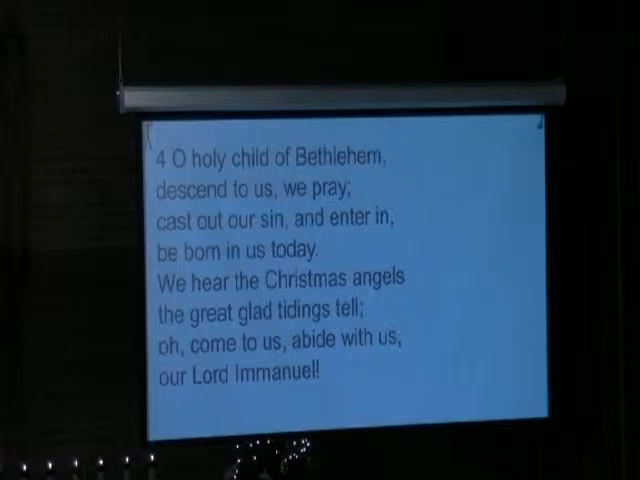 4 O holy child of Bethlehem,
descend to us, we pray;
cast out our sin, and enter in,
be born in us today.
We hear the Christmas angels
the great glad tidings tell;
oh, come to us, abide with us,
our Lord Immanuel!